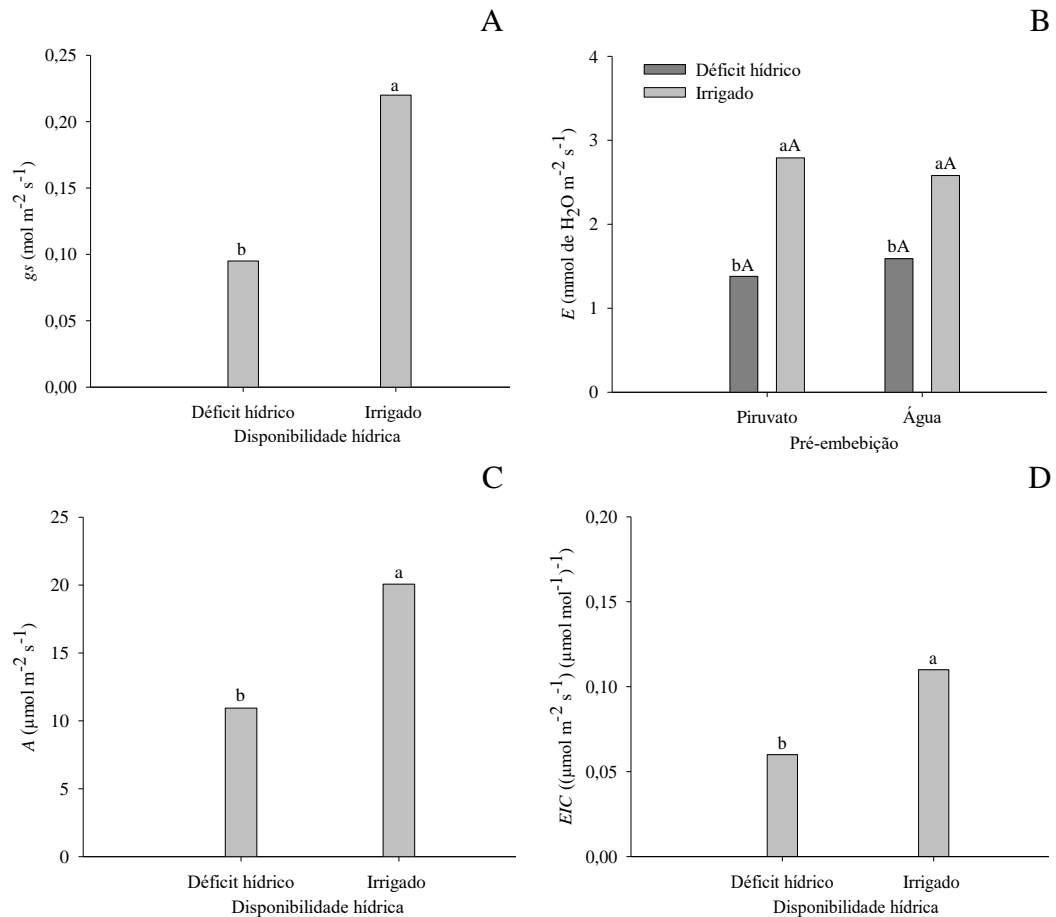 A
0,25
0,20
0,15
0,10
0,05
0,00
gs (mol m-2 s-1)
b
a
Déficit hídrico Irrigado
Disponibilidade hídrica
B
4
3
2
1
0
E (mmol de H2O m-2 s-1)
Déficit hídrico
Irrigado
bA
aA
bA
aA
Piruvato Água
Pré-embebição
C
25
20
15
10
5
0
A (µmol m-2 s-1)
b
a
Déficit hídrico Irrigado
Disponibilidade hídrica
D
0,20
0,15
0,10
0,05
0,00
EIC ((µmol m-2 s-1) (µmol mol-1)-1
b
a
Déficit hídrico Irrigado
Disponibilidade hídrica